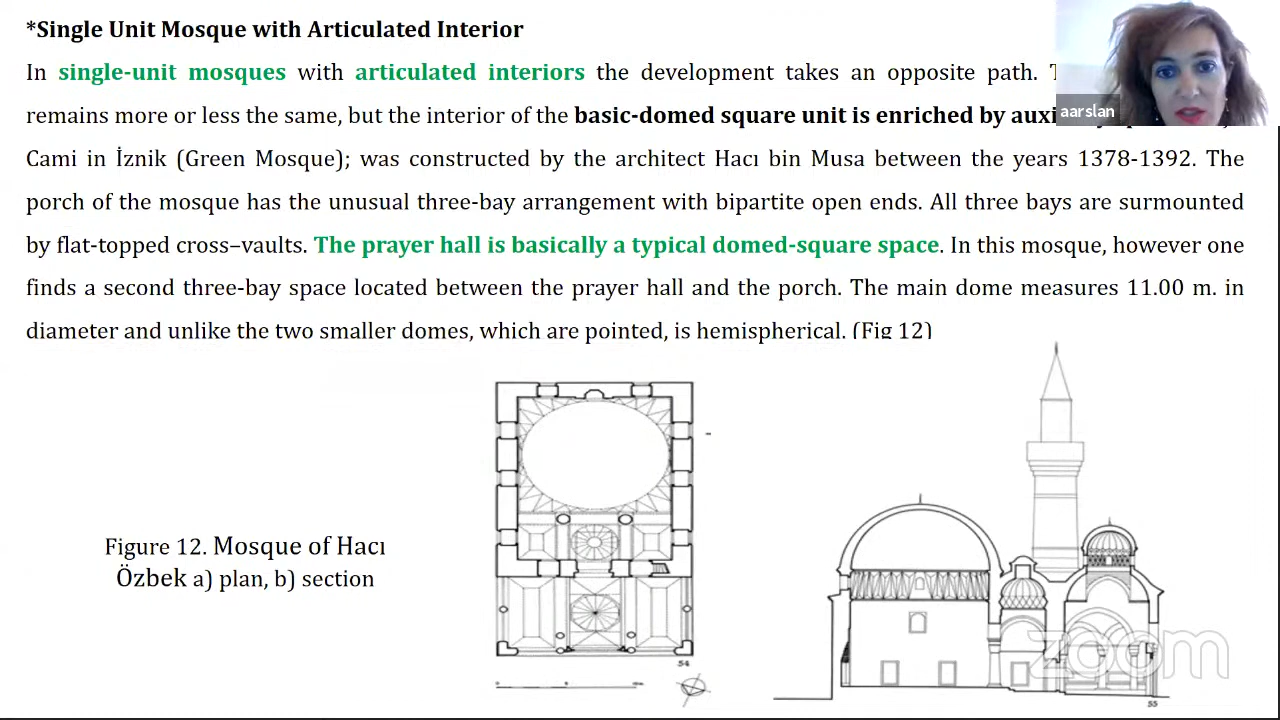 *Single Unit Mosque with Articulated Interior
In single-unit mosques with articulated interiors the development takes an opposite path.
remains more or less the same, but the interior of the basic-domed square unit is enriched by
Cami in İznik (Green Mosque); was constructed by the architect Hacı bin Musa between the years 1378-1392. The
porch of the mosque has the unusual three-bay arrangement with bipartite open ends. All three bays are surmounted
by flat-topped cross–vaults. The prayer hall is basically a typical domed-square space. In this mosque, however one
finds a second three-bay space located between the prayer hall and the porch. The main dome measures 11.00 m. in
diameter and unlike the two smaller domes, which are pointed, is hemispherical. (Fig 12)
aarslan
Figure 12. Mosque of Hacı
Özbek a) plan, b) section
54
55
zoom